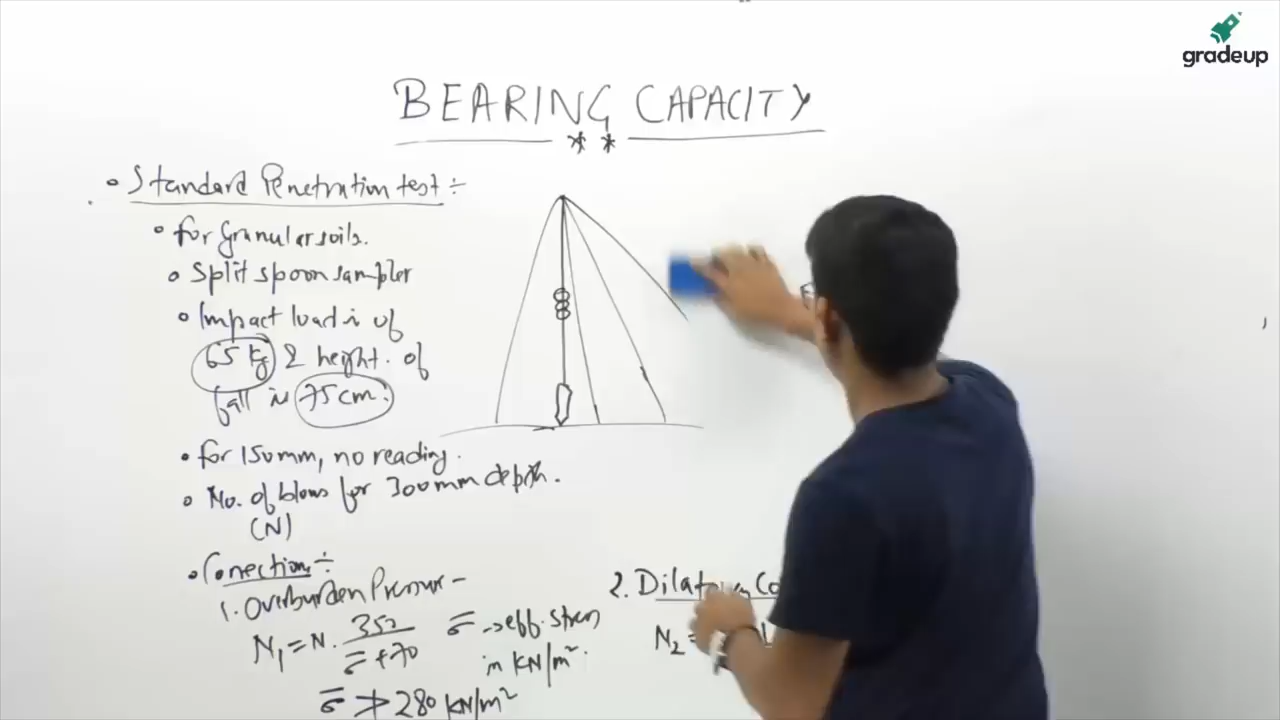 gradeup
BEARING CAPACITY
**
• Standard Penetration test ÷
• for granular soils.
• Split spoon sampler
• Impact load is of
65 kg & height of
fall is 75 cm.
• for 150mm, no reading.
• No. of blows for 300mm depth.
(N)
• Correction ÷
1. Overburden Pressure -
N₁ = N. 350 / σ̄ + 70
σ̄ → eff. stress
in KN/m².
σ̄ ≯ 280 KN/m²
2. Dilatancy Co
N₂ =